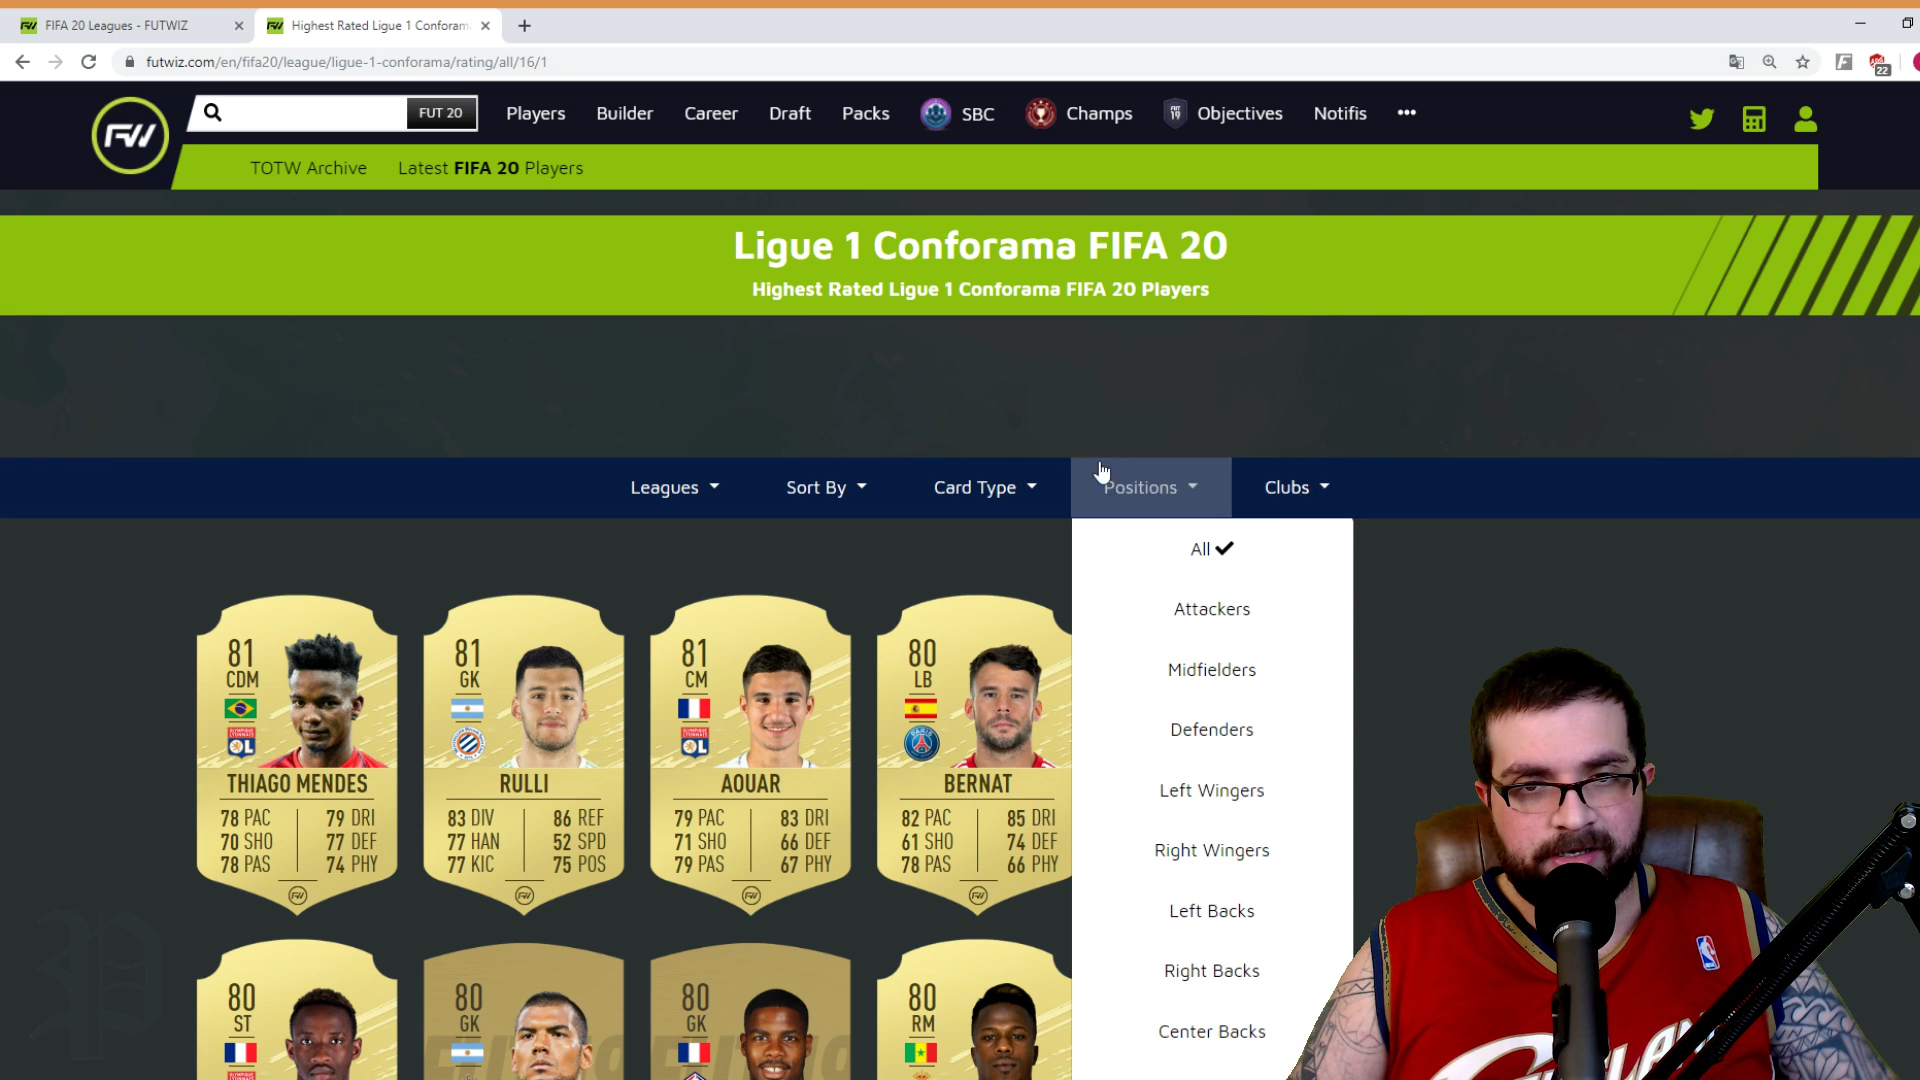 FIFA 20 Leagues - FUTWIZ
Highest Rated Ligue 1 Conforam
futwiz.com/en/fifa20/league/ligue-1-conforama/rating/all/16/1
22
FW
FUT 20
Players
Builder
Career
Draft
Packs
SBC
Champs
Objectives
Notifis
TOTW Archive
Latest FIFA 20 Players
Ligue 1 Conforama FIFA 20
Highest Rated Ligue 1 Conforama FIFA 20 Players
Leagues
Sort By
Card Type
Positions
Clubs
All
Attackers
Midfielders
Defenders
Left Wingers
Right Wingers
Left Backs
Right Backs
Center Backs
81
CDM
THIAGO MENDES
78 PAC 79 DRI
70 SHO 77 DEF
78 PAS 74 PHY
81
GK
RULLI
83 DIV 86 REF
77 HAN 52 SPD
77 KIC 75 POS
81
CM
AOUAR
79 PAC 83 DRI
71 SHO 66 DEF
79 PAS 67 PHY
80
LB
BERNAT
82 PAC 85 DRI
61 SHO 74 DEF
78 PAS 66 PHY
80
ST
80
GK
80
GK
80
RM